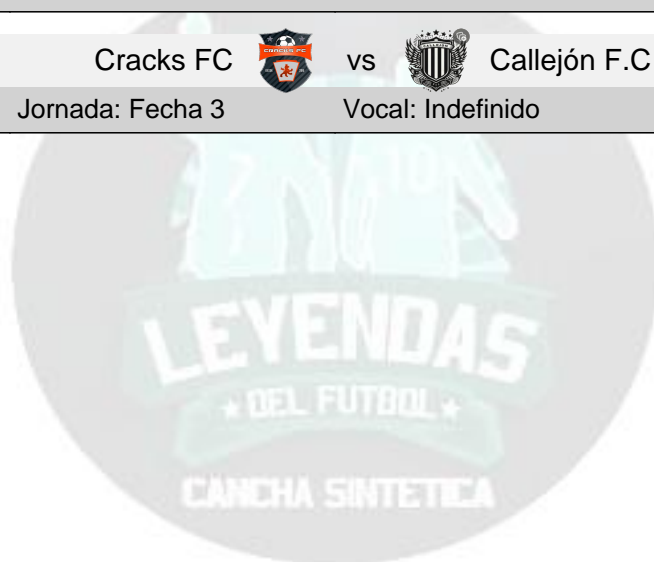 Cracks FC vs Callejón F.C
Jornada: Fecha 3 Vocal: Indefinido
LEYENDAS
DEL FUTBOL
CANCHA SINTETICA